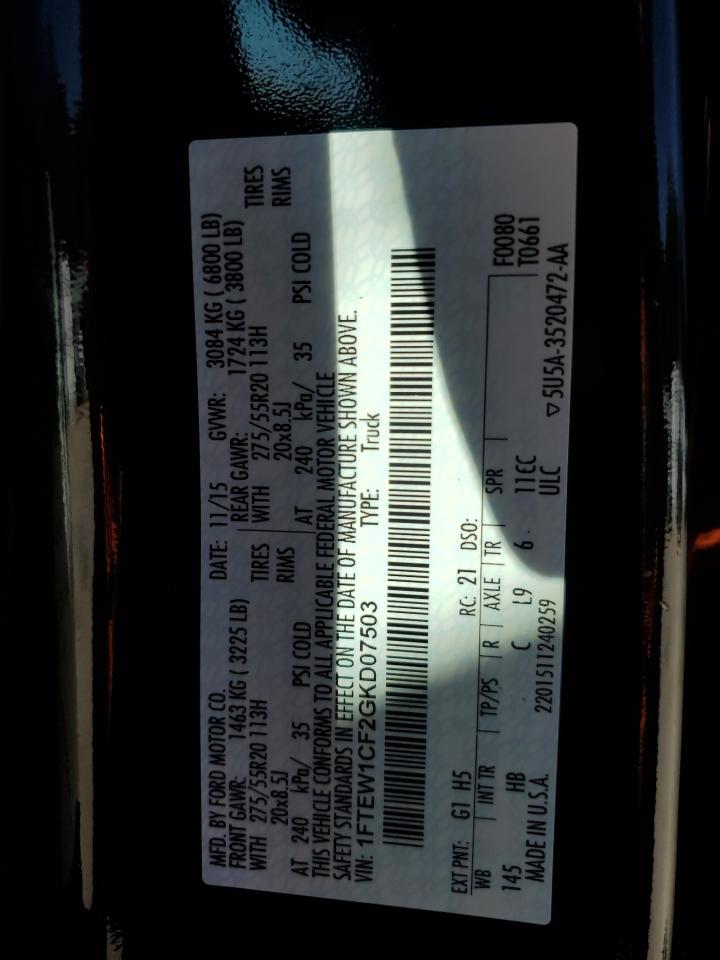 MFD. BY FORD MOTOR CO. DATE: 11/15 GVWR: 3084 KG ( 6800 LB)
FRONT GAWR: 1463 KG ( 3225 LB) REAR GAWR: 1724 KG ( 3800 LB)
WITH 275/55R20 113H TIRES WITH 275/55R20 113H TIRES
20x8.5J RIMS 20x8.5J RIMS
AT 240 kPa/ 35 PSI COLD AT 240 kPa/ 35 PSI COLD
THIS VEHICLE CONFORMS TO ALL APPLICABLE FEDERAL MOTOR VEHICLE
SAFETY STANDARDS IN EFFECT ON THE DATE OF MANUFACTURE SHOWN ABOVE.
VIN: 1FTEW1CF2GKD07503 TYPE: Truck
EXT PNT: G1 H5 RC: 21 DSO: F0080
WB INT TR TP/PS R AXLE TR SPR T0661
145 HB C L9 6 11EC
MADE IN U.S.A. 2201511240259 ULC ▽5U5A-3520472-AA